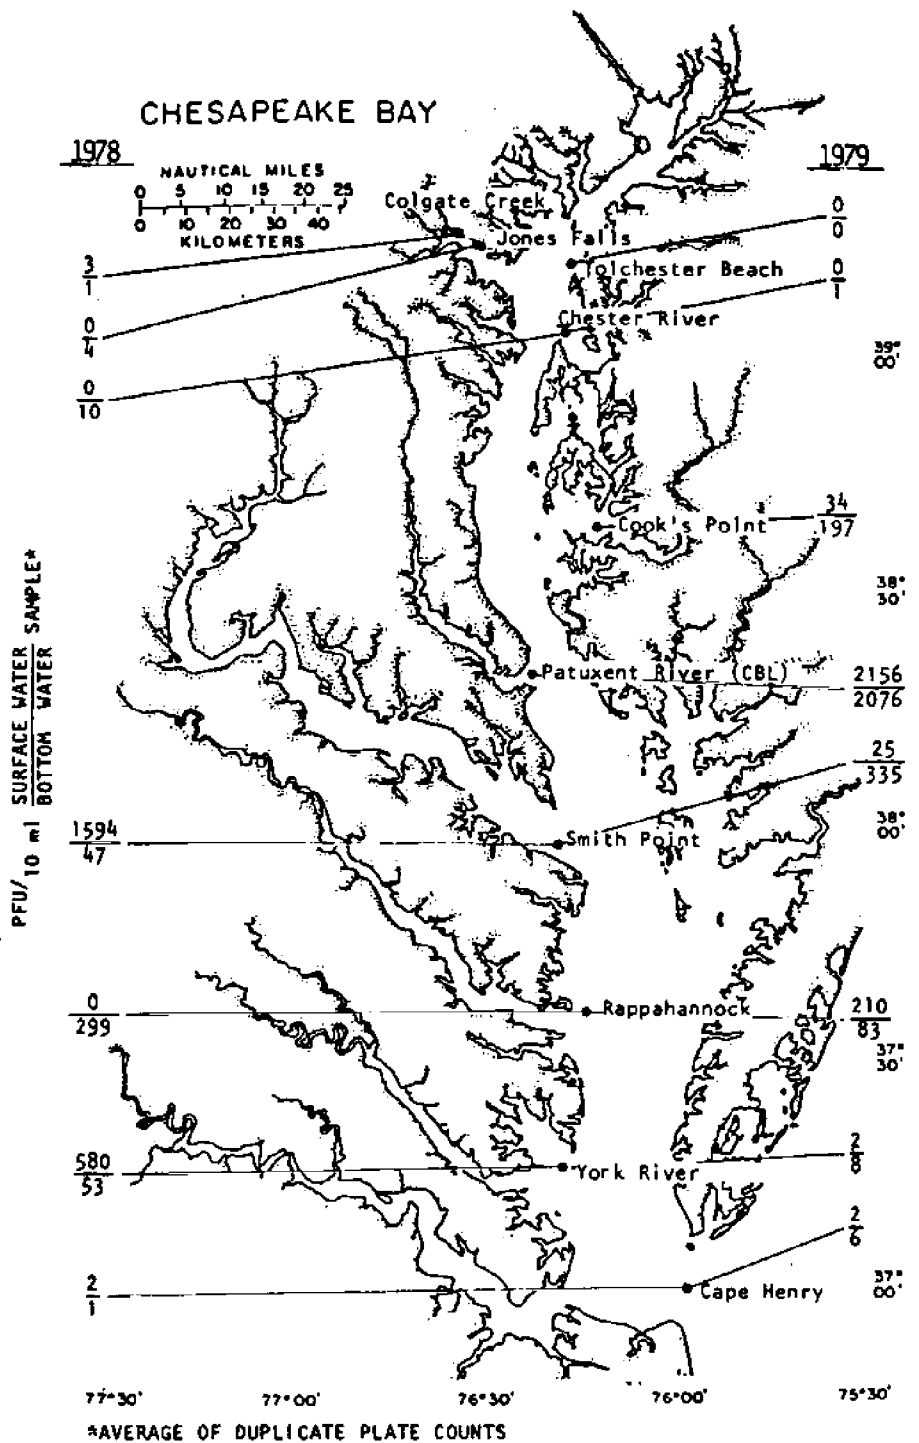 CHESAPEAKE BAY
1978
1979
NAUTICAL MILES
0 5 10 15 20 25
0 10 20 30 40
KILOMETERS
Colgate Creek
Jones Falls
Tolchester Beach
Chester River
0
0
0
1
3
1
0
4
0
10
39°
00'
Cook's Point
34
197
38°
30'
Patuxent River (CBL)
2156
2076
25
335
38°
00'
PFU/10 ml SURFACE WATER SAMPLE*
BOTTOM WATER
1594
47
Smith Point
0
299
Rappahannock
210
83
37°
30'
580
53
York River
2
8
2
6
2
1
Cape Henry
37°
00'
77°30' 77°00' 76°30' 76°00' 75°30'
*AVERAGE OF DUPLICATE PLATE COUNTS